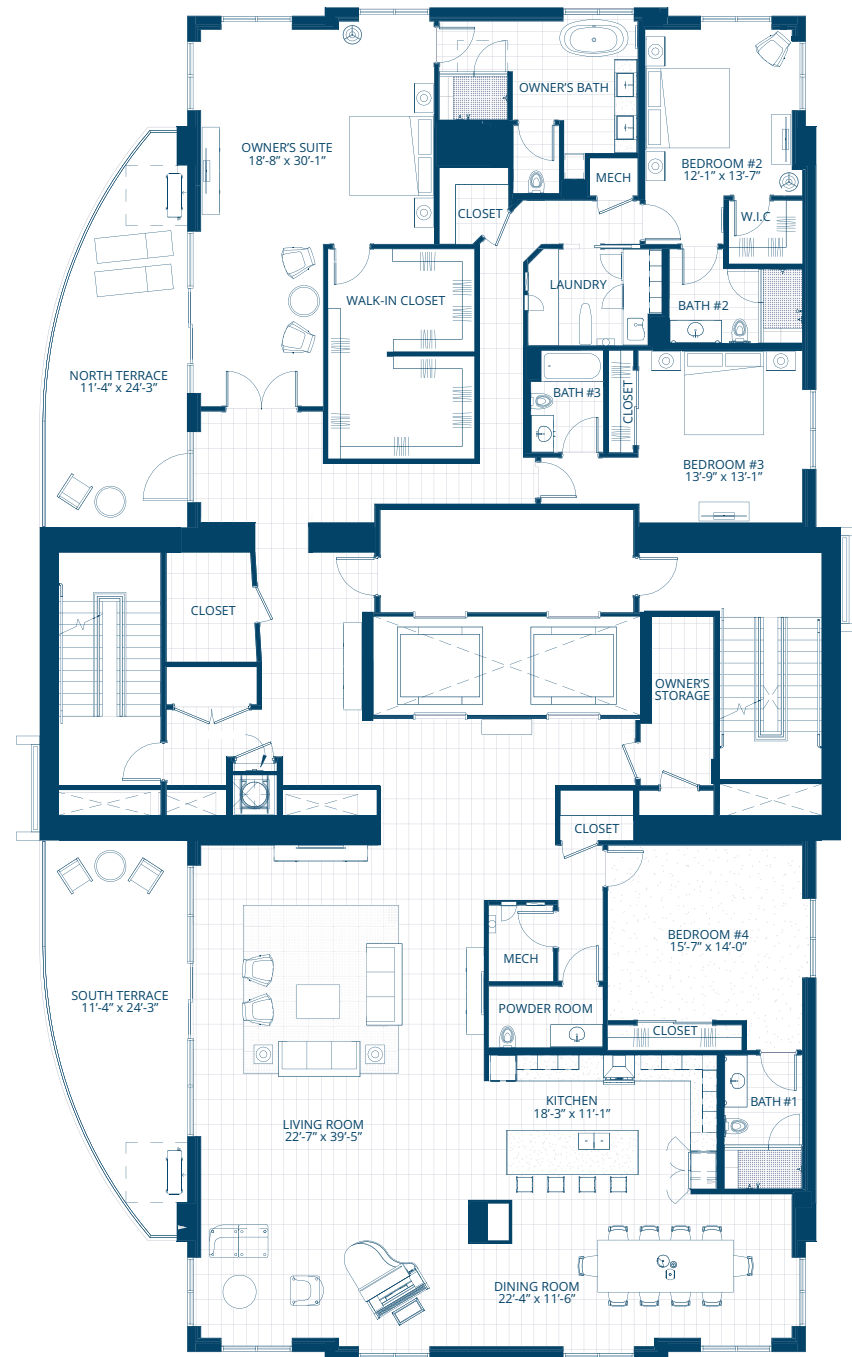 OWNER'S BATH
OWNER'S SUITE
18'-8" x 30'-1"
BEDROOM #2
12'-1" x 13'-7"
MECH
CLOSET
W.I.C
LAUNDRY
WALK-IN CLOSET
BATH #2
NORTH TERRACE
11'-4" x 24'-3"
BATH #3
CLOSET
BEDROOM #3
13'-9" x 13'-1"
CLOSET
OWNER'S
STORAGE
CLOSET
BEDROOM #4
15'-7" x 14'-0"
MECH
SOUTH TERRACE
11'-4" x 24'-3"
POWDER ROOM
CLOSET
KITCHEN
18'-3" x 11'-1"
BATH #1
LIVING ROOM
22'-7" x 39'-5"
DINING ROOM
22'-4" x 11'-6"